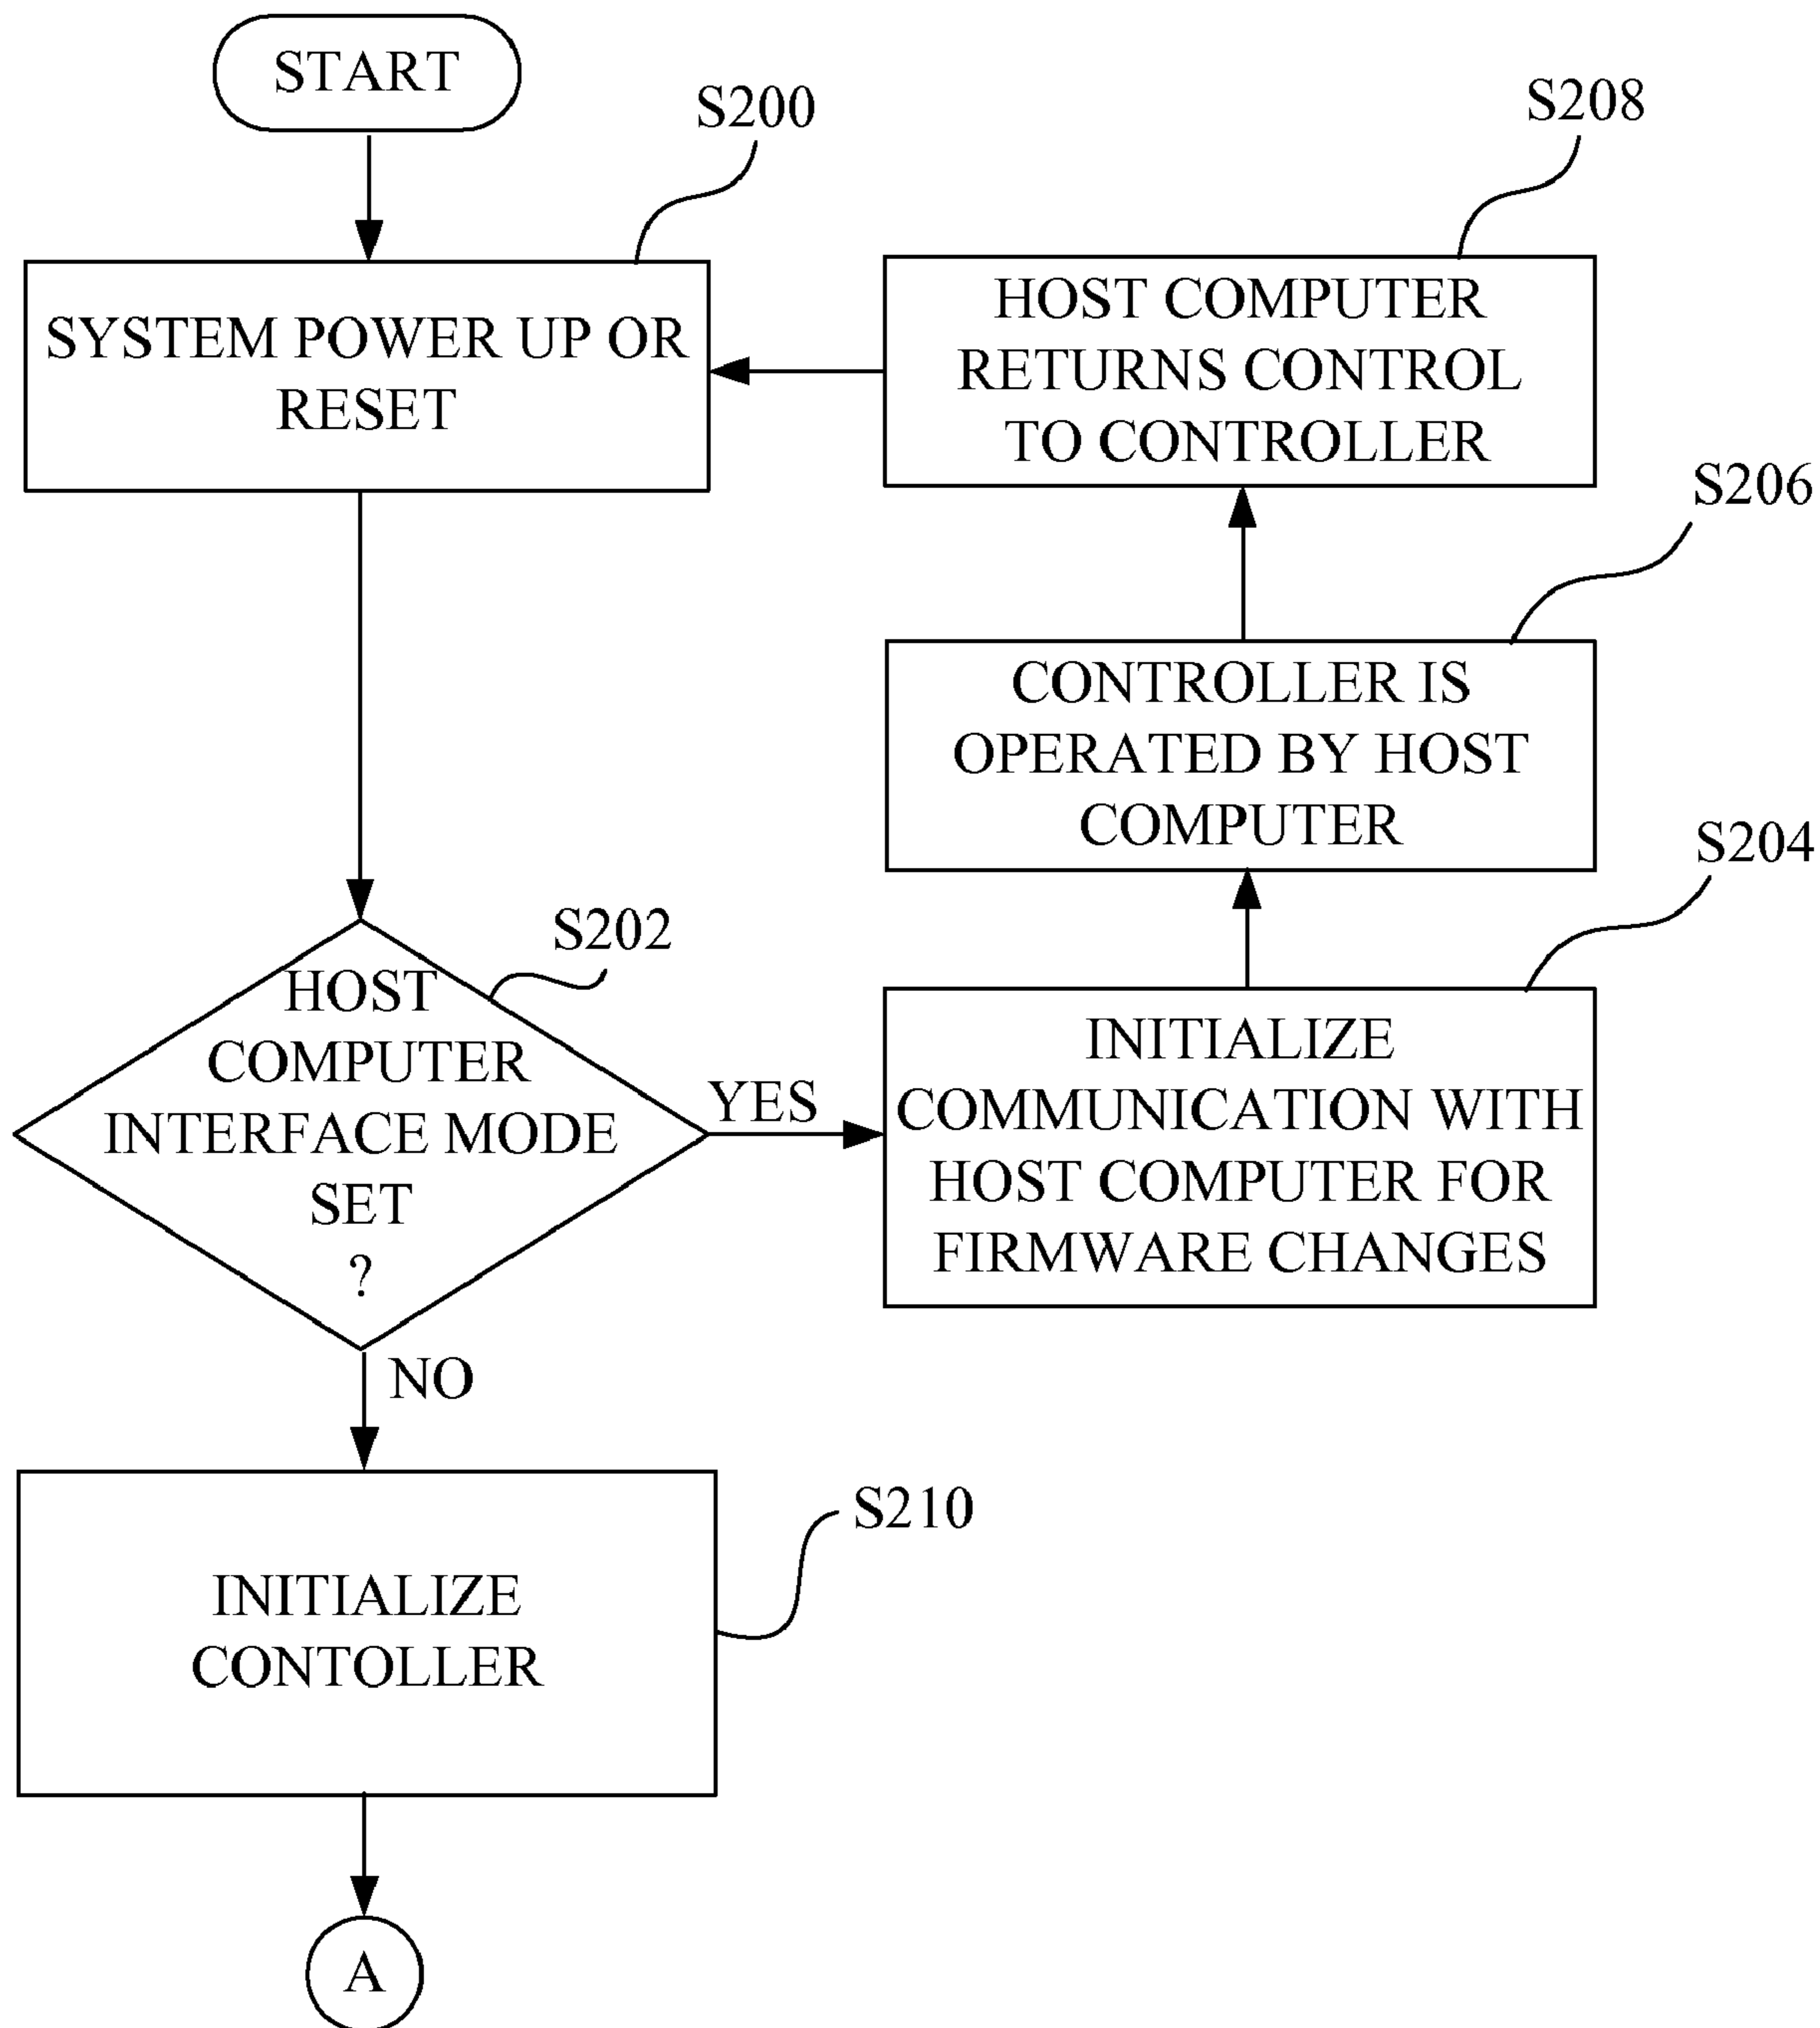 START
S200
SYSTEM POWER UP OR
RESET
S208
HOST COMPUTER
RETURNS CONTROL
TO CONTROLLER
S206
CONTROLLER IS
OPERATED BY HOST
COMPUTER
S204
INITIALIZE
COMMUNICATION WITH
HOST COMPUTER FOR
FIRMWARE CHANGES
S202
HOST
COMPUTER
INTERFACE MODE
SET
?
YES
NO
S210
INITIALIZE
CONTOLLER
A